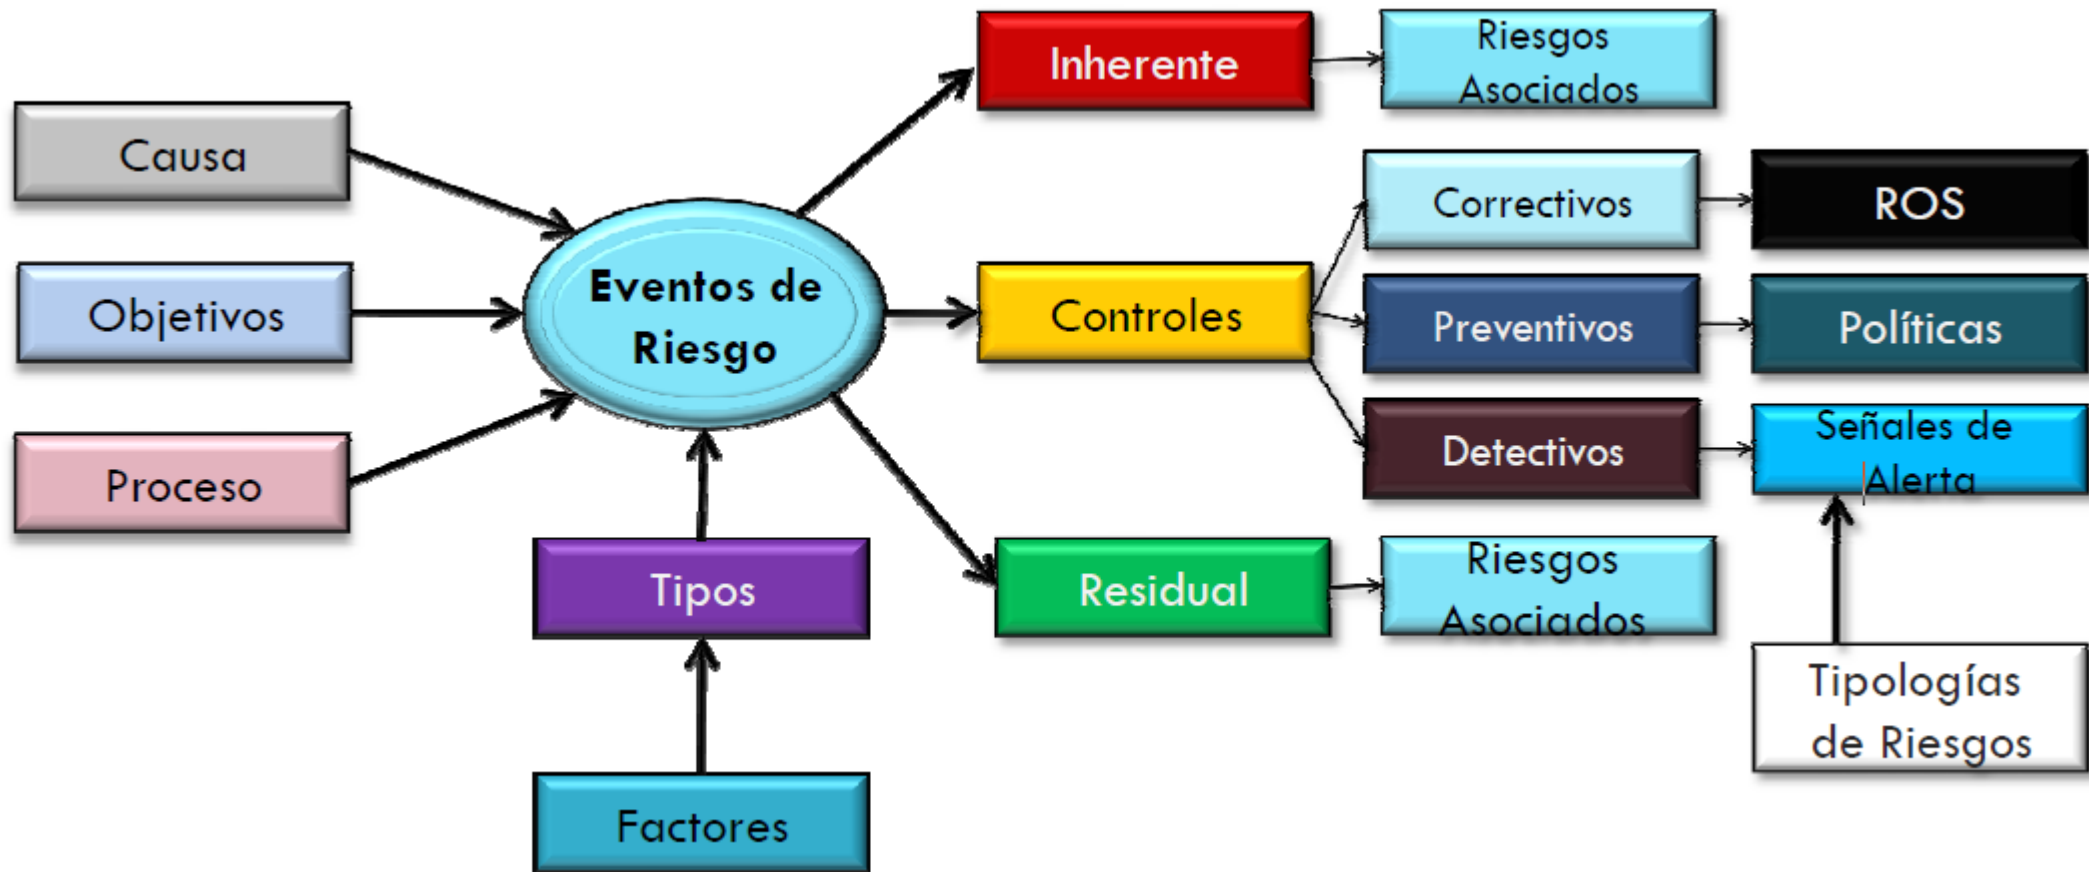 Inherente
Riesgos
Asociados
Causa
Correctivos
ROS
Objetivos
Eventos de
Riesgo
Controles
Preventivos
Políticas
Detectivos
Señales de
Alerta
Proceso
Tipos
Residual
Riesgos
Asociados
Tipologías
de Riesgos
Factores